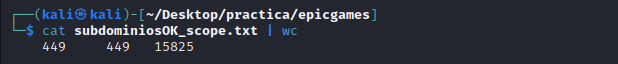 ┌──(kali㉿kali)-[~/Desktop/practica/epicgames]
└─$ cat subdominiosOK_scope.txt | wc
    449     449   15825